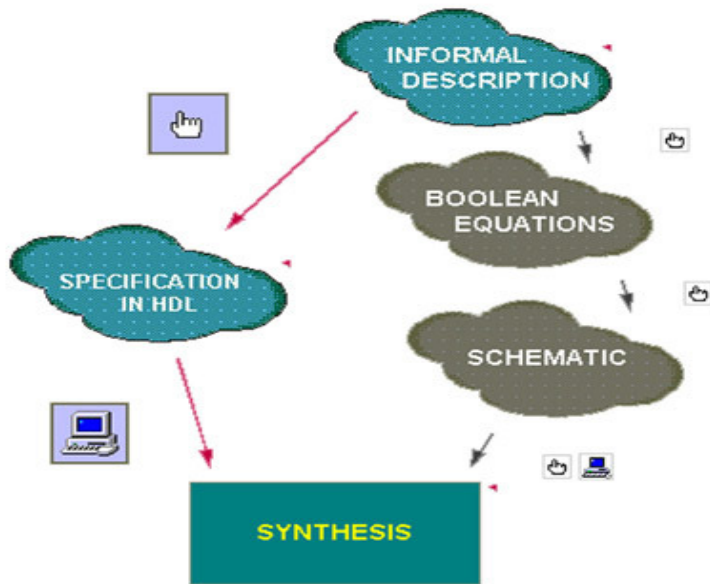 INFORMAL
DESCRIPTION
BOOLEAN
EQUATIONS
SPECIFICATION
IN HDL
SCHEMATIC
SYNTHESIS